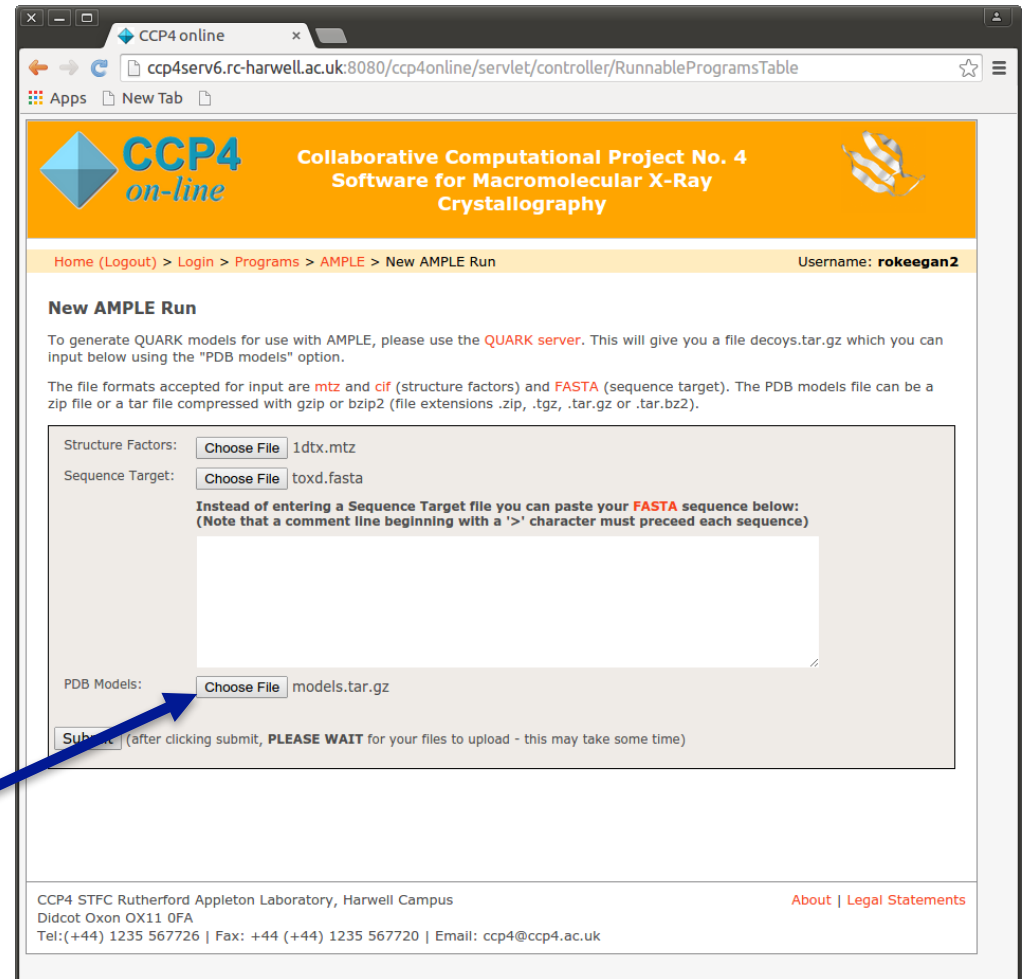 CCP4 online
ccp4serv6.rc-harwell.ac.uk:8080/ccp4online/servlet/controller/RunnableProgramsTable
Apps New Tab
CCP4
on-line
Collaborative Computational Project No. 4
Software for Macromolecular X-Ray
Crystallography
Home (Logout) > Login > Programs > AMPLE > New AMPLE Run Username: rokeegan2
New AMPLE Run
To generate QUARK models for use with AMPLE, please use the QUARK server. This will give you a file decoys.tar.gz which you can
input below using the "PDB models" option.
The file formats accepted for input are mtz and cif (structure factors) and FASTA (sequence target). The PDB models file can be a
zip file or a tar file compressed with gzip or bzip2 (file extensions .zip, .tgz, .tar.gz or .tar.bz2).
Structure Factors: Choose File 1dtx.mtz
Sequence Target: Choose File toxd.fasta
Instead of entering a Sequence Target file you can paste your FASTA sequence below:
(Note that a comment line beginning with a '>' character must preceed each sequence)
PDB Models: Choose File models.tar.gz
Submit (after clicking submit, PLEASE WAIT for your files to upload - this may take some time)
CCP4 STFC Rutherford Appleton Laboratory, Harwell Campus About | Legal Statements
Didcot Oxon OX11 0FA
Tel:(+44) 1235 567726 | Fax: +44 (+44) 1235 567720 | Email: ccp4@ccp4.ac.uk